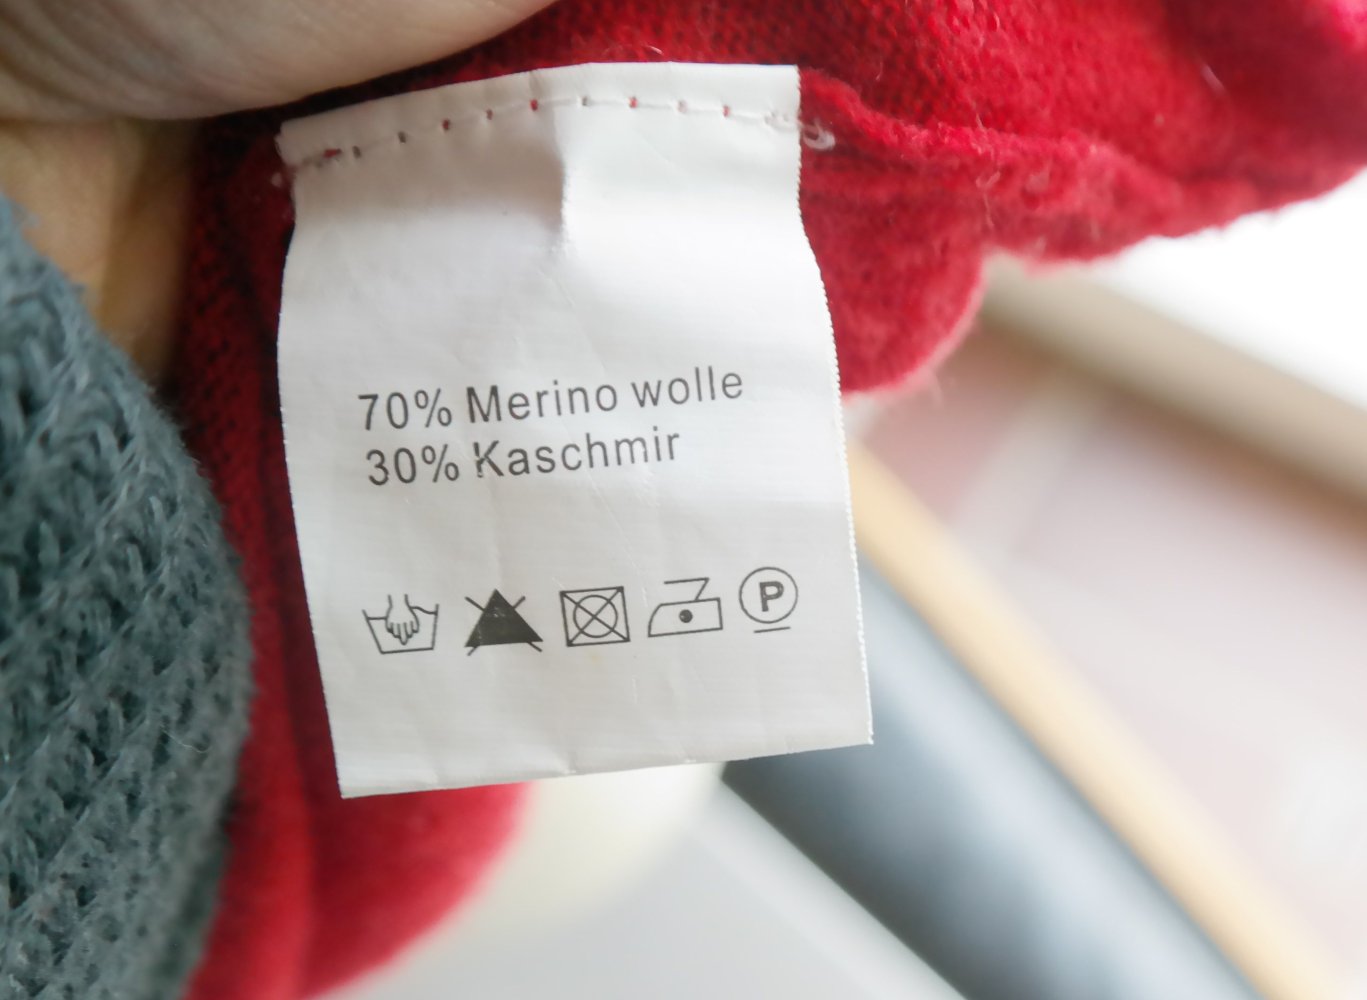 70% Merino wolle
30% Kaschmir
P